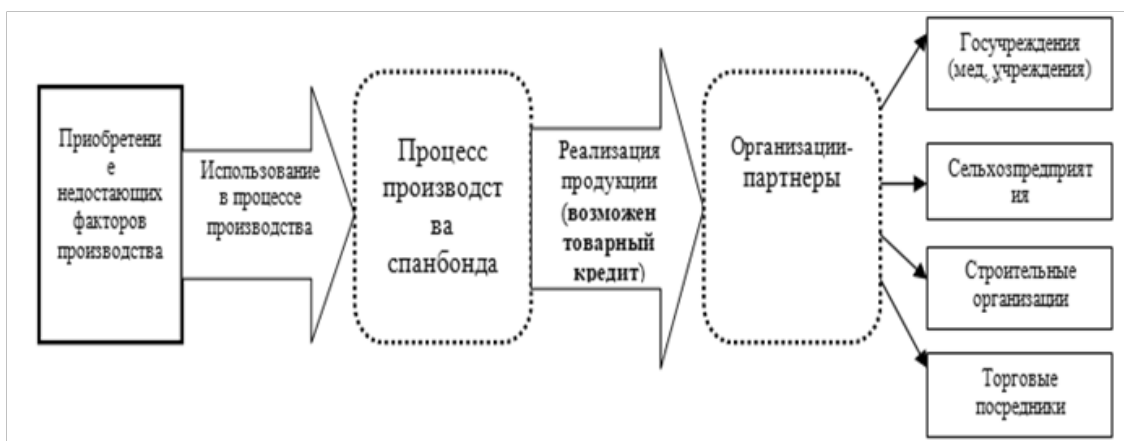 Приобретени
е
недостающих
факторов
производства
Использование
в процессе
производства
Процесс
производст
ва
спанбонда
Реализация
продукции
(возможен
товарный
кредит)
Организации-
партнеры
Госучреждения
(мед. учреждения)
Сельхозпредприят
ия
Строительные
организации
Торговые
посредники